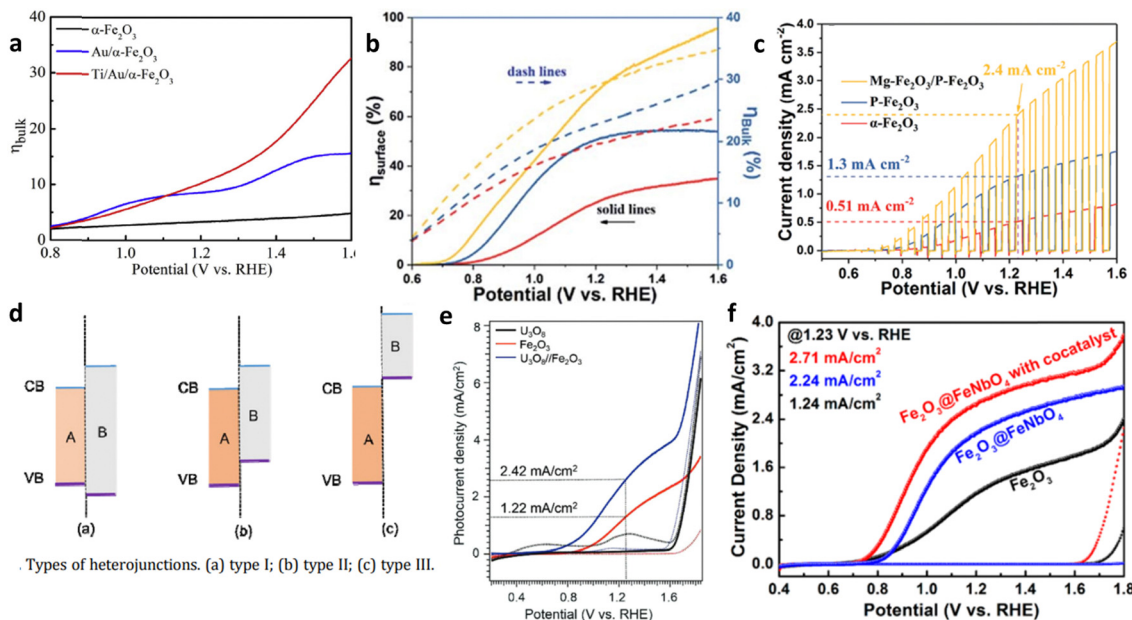 a
40
30
20
10
0
0.8
1.0
1.2
1.4
1.6
η_bulk
α-Fe₂O₃
Au/α-Fe₂O₃
Ti/Au/α-Fe₂O₃
Potential (V vs. RHE)
b
100
80
60
40
20
0
η_surface (%)
dash lines
solid lines
40
30
20
10
0
η_Bulk (%)
0.6
0.8
1.0
1.2
1.4
1.6
Potential (V vs. RHE)
c
4.0
3.5
3.0
2.5
2.0
1.5
1.0
0.5
0.0
Current density (mA cm⁻²)
2.4 mA cm⁻²
Mg-Fe₂O₃/P-Fe₂O₃
P-Fe₂O₃
α-Fe₂O₃
1.3 mA cm⁻²
0.51 mA cm⁻²
0.6
0.8
1.0
1.2
1.4
1.6
Potential (V vs. RHE)
d
CB
VB
A
B
(a)
CB
VB
A
B
(b)
CB
VB
A
B
(c)
. Types of heterojunctions. (a) type I; (b) type II; (c) type III.
e
8
6
4
2
0
Photocurrent density (mA/cm²)
U₃O₈
Fe₂O₃
U₃O₈//Fe₂O₃
2.42 mA/cm²
1.22 mA/cm²
0.4
0.8
1.2
1.6
Potential (V vs RHE)
f
4.0
3.2
2.4
1.6
0.8
0.0
Current Density (mA/cm²)
@1.23 V vs. RHE
2.71 mA/cm²
2.24 mA/cm²
1.24 mA/cm²
Fe₂O₃@FeNbO₄ with cocatalyst
Fe₂O₃@FeNbO₄
Fe₂O₃
0.4
0.6
0.8
1.0
1.2
1.4
1.6
1.8
Potential (V vs. RHE)